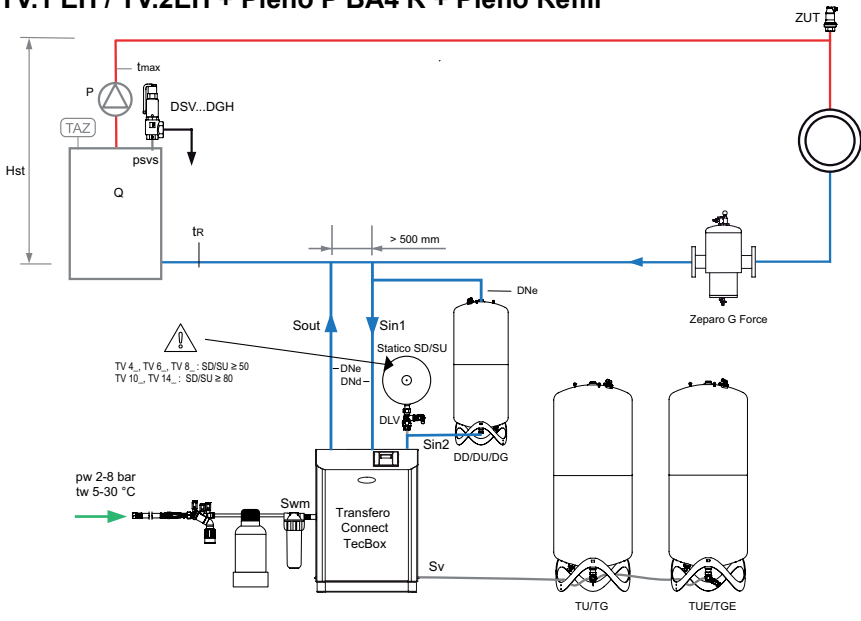 TV.1 EH / TV.2EH + Pleno P BA4 R + Pleno Refill
ZUT
tmax
P
DSV...DGH
TAZ
psvs
Hst
Q
tR
> 500 mm
DNe
Zeparo G Force
Sout
Sin1
Statico SD/SU
TV 4_, TV 6_, TV 8_ : SD/SU ≥ 50
TV 10_, TV 14_ : SD/SU ≥ 80
DNe
DNd
DLV
Sin2
DD/DU/DG
pw 2-8 bar
tw 5-30 °C
Swm
Transfero
Connect
TecBox
Sv
TU/TG
TUE/TGE